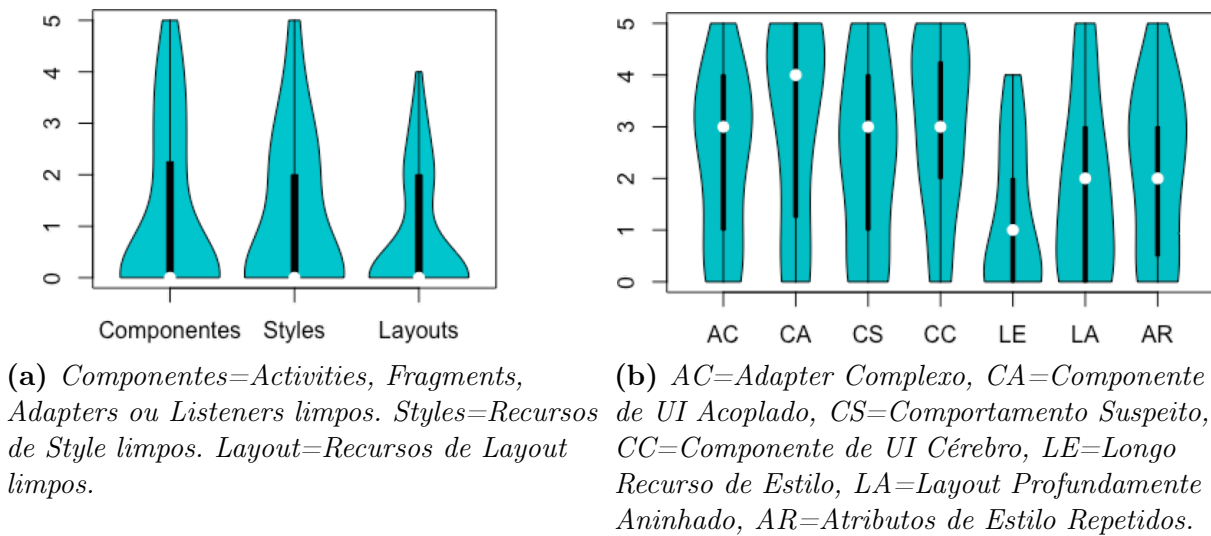 5
4
3
2
1
0
Componentes Styles Layouts
(a) Componentes=Activities, Fragments,
Adapters ou Listeners limpos. Styles=Recursos
de Style limpos. Layout=Recursos de Layout
limpos.
5
4
3
2
1
0
AC CA CS CC LE LA AR
(b) AC=Adapter Complexo, CA=Componente
de UI Acoplado, CS=Comportamento Suspeito,
CC=Componente de UI Cérebro, LE=Longo
Recurso de Estilo, LA=Layout Profundamente
Aninhado, AR=Atributos de Estilo Repetidos.